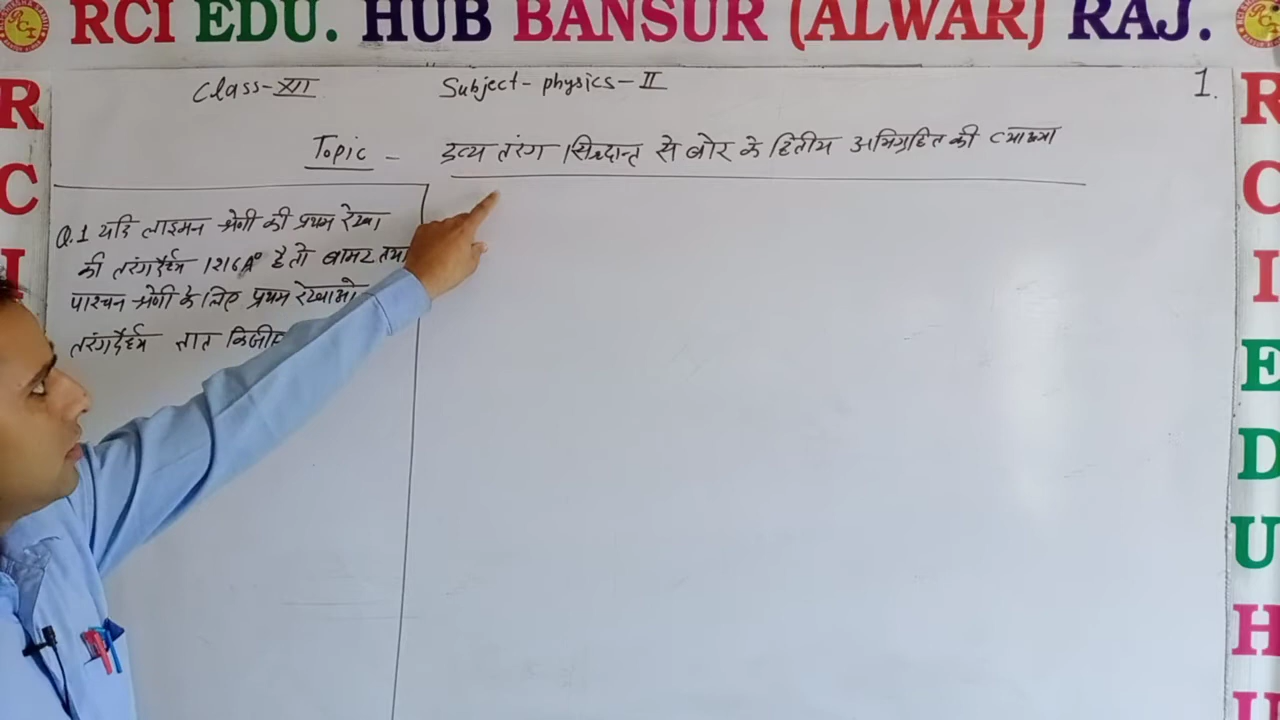 RCI EDU. HUB BANSUR (ALWAR) RAJ.
Class-XII Subject- physics-II 1.
Topic - द्रव्य तरंग सिद्धान्त से बोर के द्वितीय अभिग्रहित की व्याख्या
Q.1 यदि लाइमन श्रेणी की प्रथम रेखा
की तरंगदैर्ध्य 1216A° है तो बामर तथा
पाश्चन श्रेणी के लिए प्रथम रेखाओं
तरंगदैर्ध्य ज्ञात
R
C
I
R
C
I
E
D
U
H
U